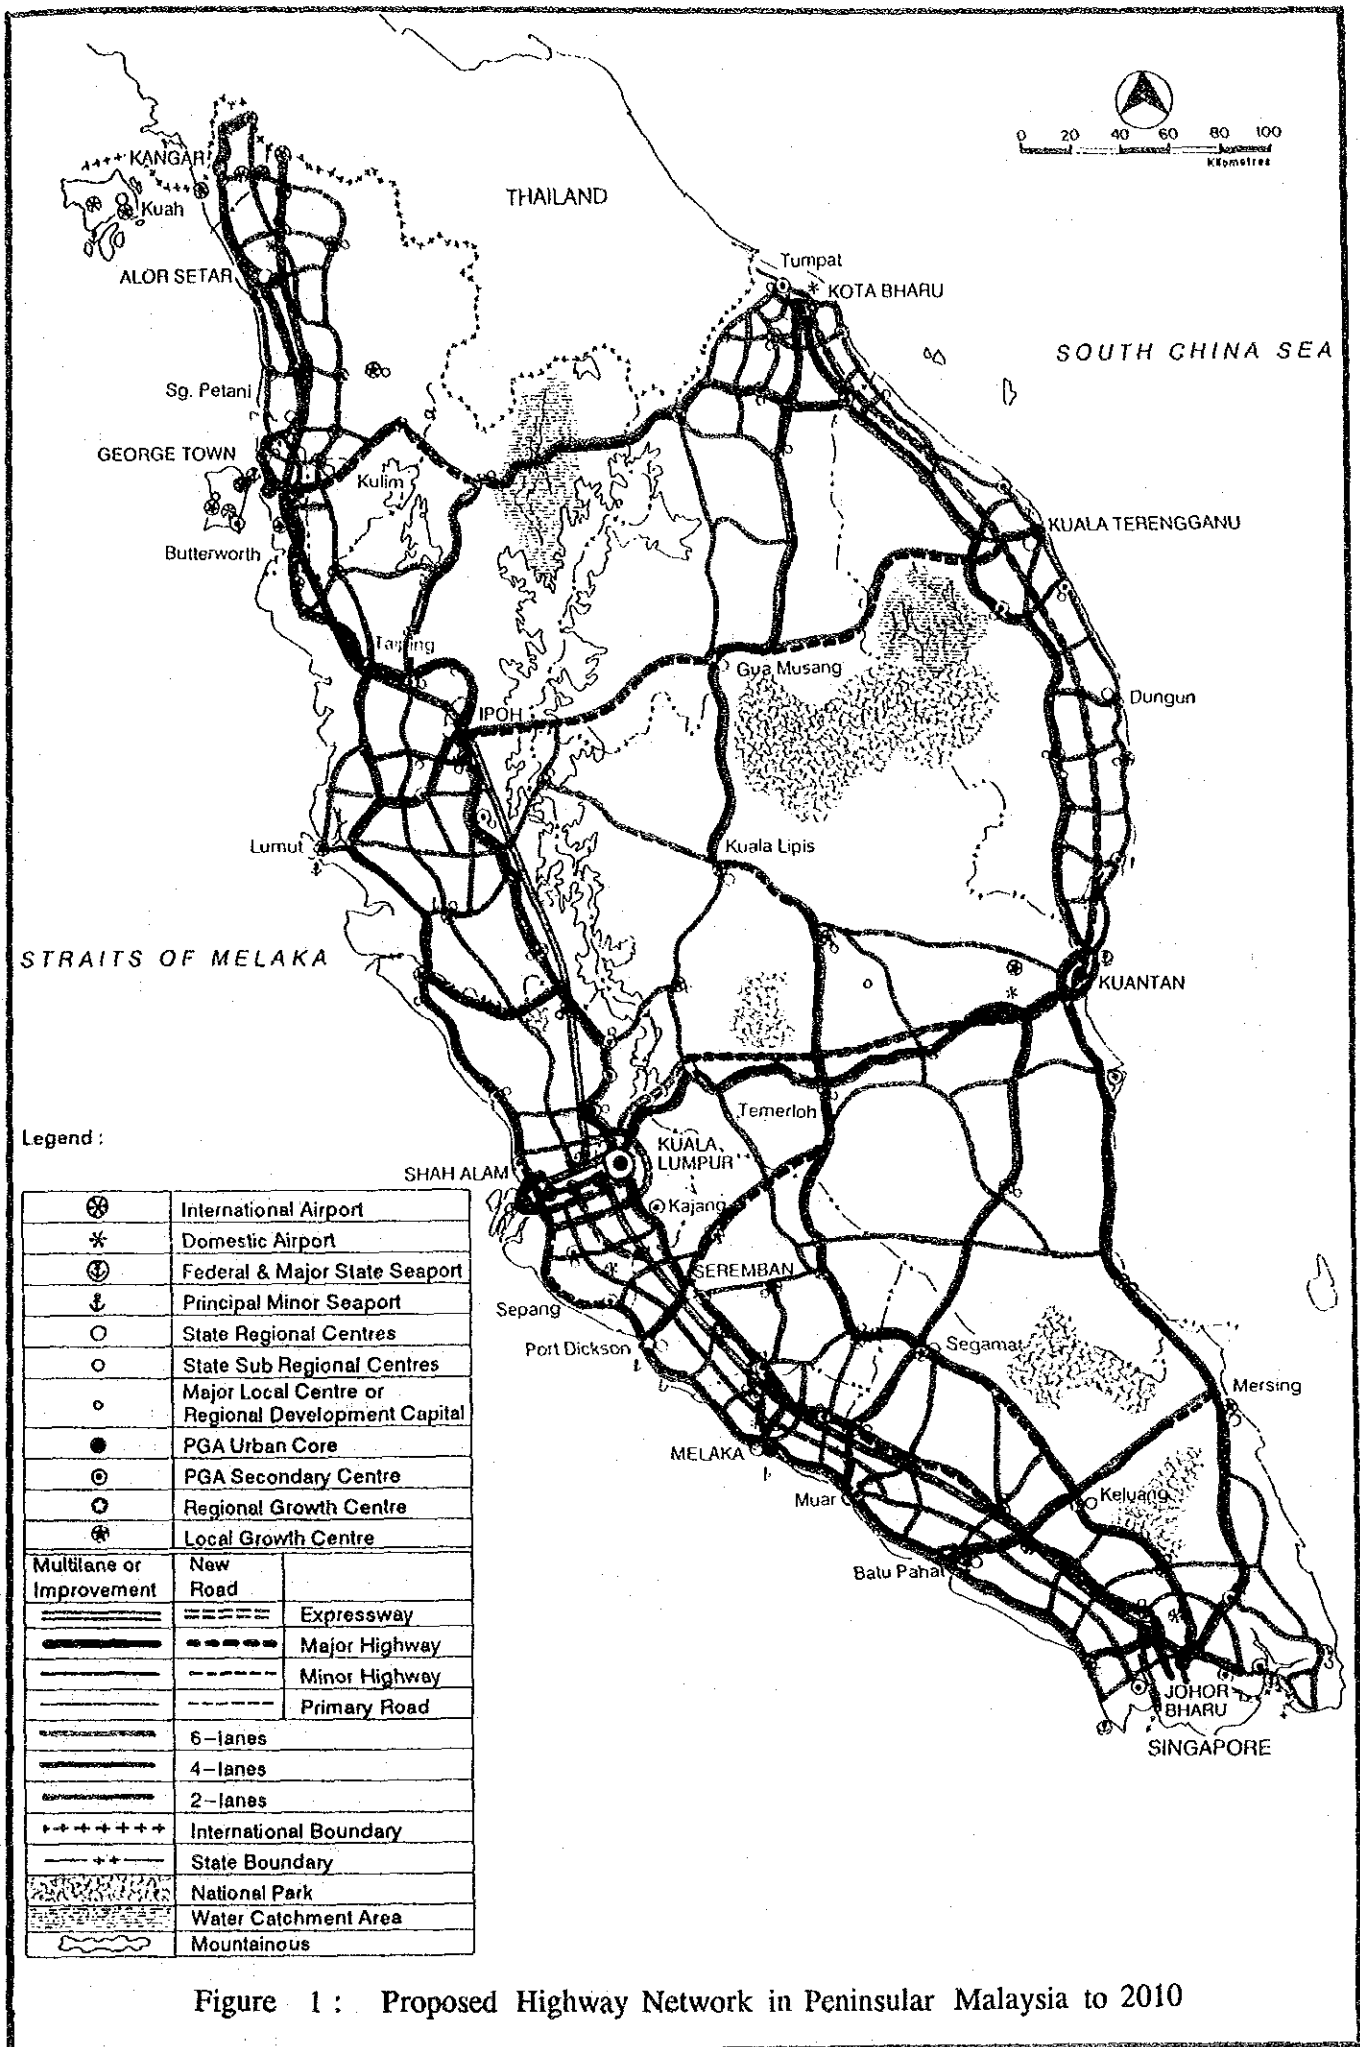 0 20 40 60 80 100
Kilometres
KANGAR
THAILAND
Kuah
ALOR SETAR
Tumpat
KOTA BHARU
SOUTH CHINA SEA
Sg. Petani
GEORGE TOWN
Kulim
KUALA TERENGGANU
Butterworth
Taiping
Gua Musang
Dungun
IPOH
Lumut
Kuala Lipis
STRAITS OF MELAKA
KUANTAN
Temerloh
Legend :
KUALA
LUMPUR
SHAH ALAM
Kajang
SEREMBAN
Sepang
Port Dickson
Segamat
Mersing
MELAKA
Muar
Keluang
Batu Pahat
JOHOR
BHARU
SINGAPORE
International Airport
Domestic Airport
Federal & Major State Seaport
Principal Minor Seaport
State Regional Centres
State Sub Regional Centres
Major Local Centre or
Regional Development Capital
PGA Urban Core
PGA Secondary Centre
Regional Growth Centre
Local Growth Centre
Multilane or
Improvement
New
Road
Expressway
Major Highway
Minor Highway
Primary Road
6-lanes
4-lanes
2-lanes
International Boundary
State Boundary
National Park
Water Catchment Area
Mountainous
Figure 1 : Proposed Highway Network in Peninsular Malaysia to 2010